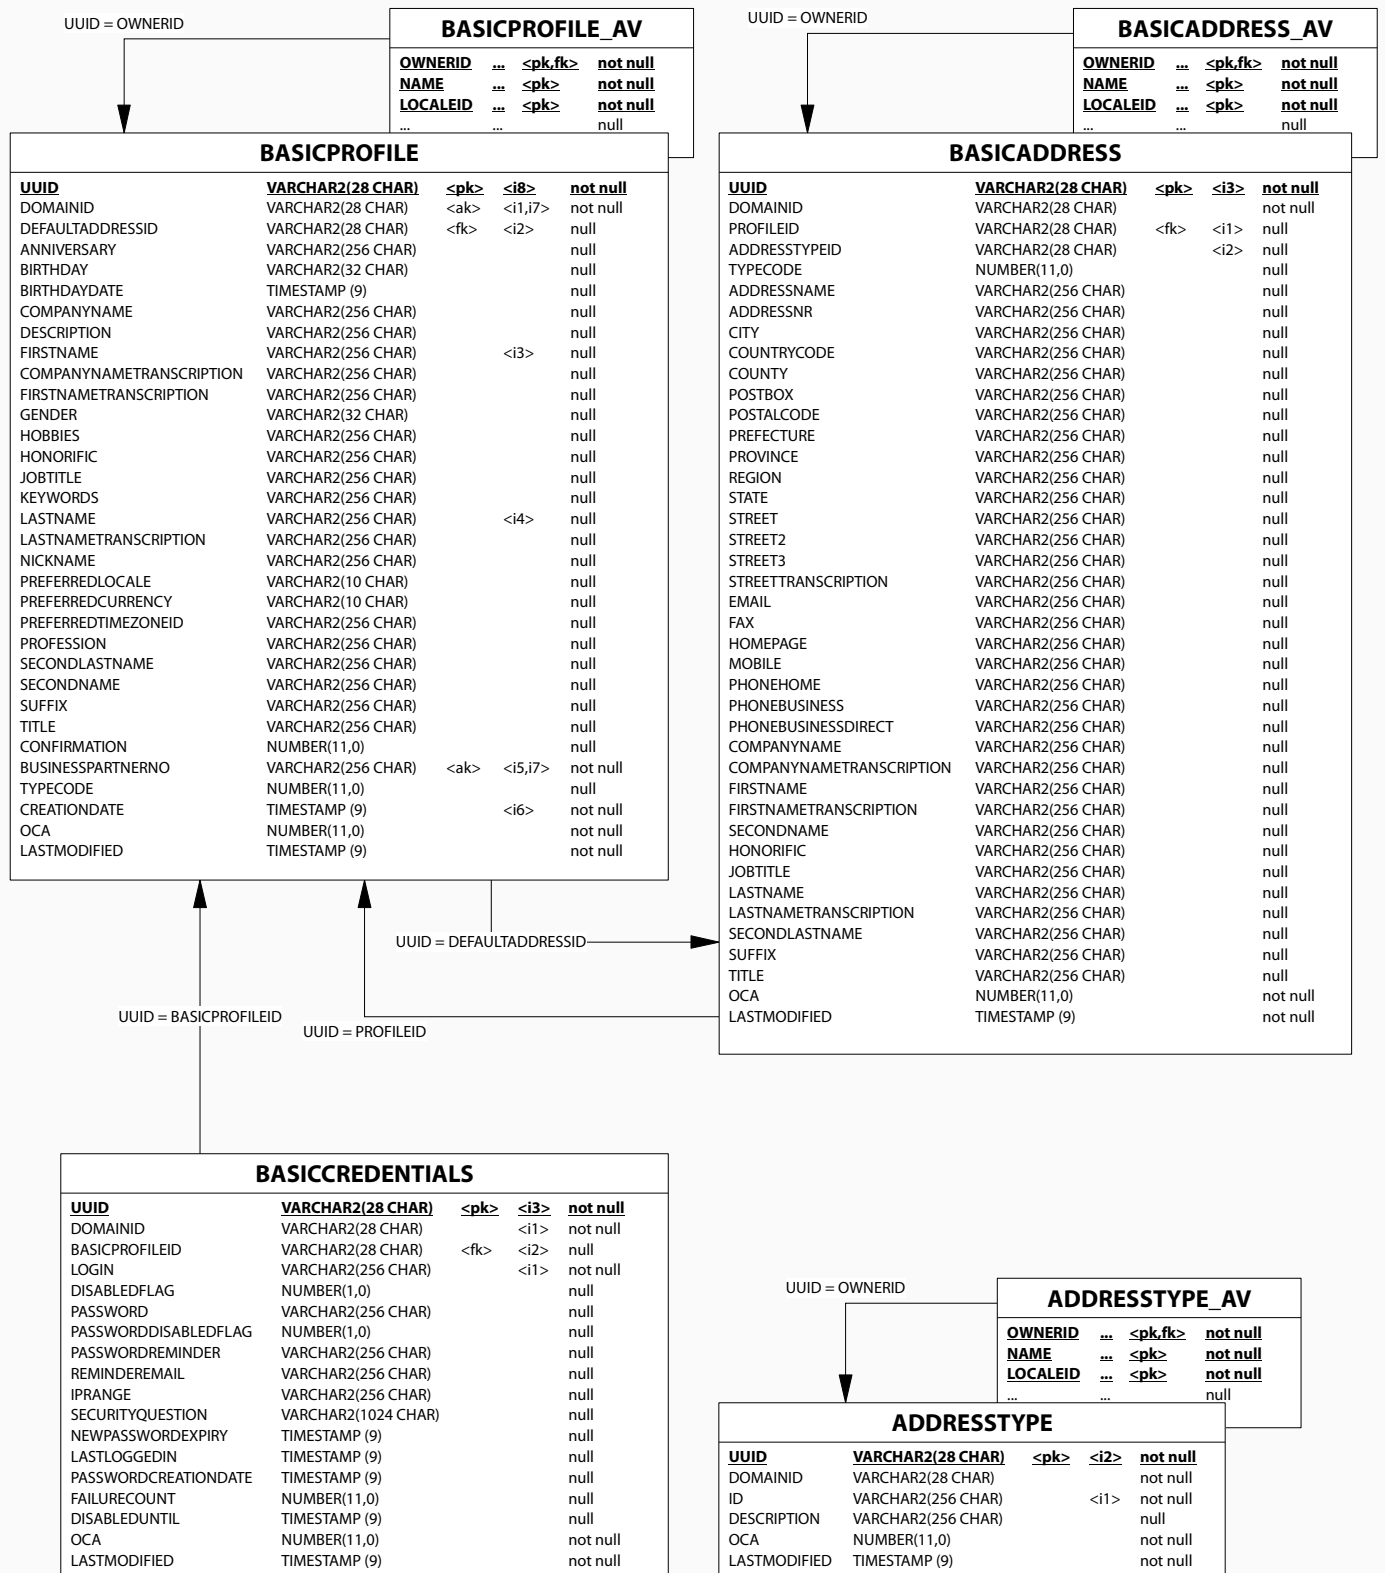 UUID = OWNERID
BASICPROFILE_AV
OWNERID ... <pk,fk> not null
NAME ... <pk> not null
LOCALEID ... <pk> not null
... ... null
BASICPROFILE
UUID VARCHAR2(28 CHAR) <pk> <i8> not null
DOMAINID VARCHAR2(28 CHAR) <ak> <i1,i7> not null
DEFAULTADDRESSID VARCHAR2(28 CHAR) <fk> <i2> null
ANNIVERSARY VARCHAR2(256 CHAR) null
BIRTHDAY VARCHAR2(32 CHAR) null
BIRTHDAYDATE TIMESTAMP (9) null
COMPANYNAME VARCHAR2(256 CHAR) null
DESCRIPTION VARCHAR2(256 CHAR) null
FIRSTNAME VARCHAR2(256 CHAR) <i3> null
COMPANYNAMETRANSCRIPTION VARCHAR2(256 CHAR) null
FIRSTNAMETRANSCRIPTION VARCHAR2(256 CHAR) null
GENDER VARCHAR2(32 CHAR) null
HOBBIES VARCHAR2(256 CHAR) null
HONORIFIC VARCHAR2(256 CHAR) null
JOBTITLE VARCHAR2(256 CHAR) null
KEYWORDS VARCHAR2(256 CHAR) null
LASTNAME VARCHAR2(256 CHAR) <i4> null
LASTNAMETRANSCRIPTION VARCHAR2(256 CHAR) null
NICKNAME VARCHAR2(256 CHAR) null
PREFERREDLOCALE VARCHAR2(10 CHAR) null
PREFERREDCURRENCY VARCHAR2(10 CHAR) null
PREFERREDTIMEZONEID VARCHAR2(256 CHAR) null
PROFESSION VARCHAR2(256 CHAR) null
SECONDLASTNAME VARCHAR2(256 CHAR) null
SECONDNAME VARCHAR2(256 CHAR) null
SUFFIX VARCHAR2(256 CHAR) null
TITLE VARCHAR2(256 CHAR) null
CONFIRMATION NUMBER(11,0) null
BUSINESSPARTNERNO VARCHAR2(256 CHAR) <ak> <i5,i7> not null
TYPECODE NUMBER(11,0) null
CREATIONDATE TIMESTAMP (9) <i6> not null
OCA NUMBER(11,0) not null
LASTMODIFIED TIMESTAMP (9) not null
UUID = OWNERID
BASICADDRESS_AV
OWNERID ... <pk,fk> not null
NAME ... <pk> not null
LOCALEID ... <pk> not null
... ... null
BASICADDRESS
UUID VARCHAR2(28 CHAR) <pk> <i3> not null
DOMAINID VARCHAR2(28 CHAR) not null
PROFILEID VARCHAR2(28 CHAR) <fk> <i1> null
ADDRESSTYPEID VARCHAR2(28 CHAR) <i2> null
TYPECODE NUMBER(11,0) null
ADDRESSNAME VARCHAR2(256 CHAR) null
ADDRESSNR VARCHAR2(256 CHAR) null
CITY VARCHAR2(256 CHAR) null
COUNTRYCODE VARCHAR2(256 CHAR) null
COUNTY VARCHAR2(256 CHAR) null
POSTBOX VARCHAR2(256 CHAR) null
POSTALCODE VARCHAR2(256 CHAR) null
PREFECTURE VARCHAR2(256 CHAR) null
PROVINCE VARCHAR2(256 CHAR) null
REGION VARCHAR2(256 CHAR) null
STATE VARCHAR2(256 CHAR) null
STREET VARCHAR2(256 CHAR) null
STREET2 VARCHAR2(256 CHAR) null
STREET3 VARCHAR2(256 CHAR) null
STREETTRANSCRIPTION VARCHAR2(256 CHAR) null
EMAIL VARCHAR2(256 CHAR) null
FAX VARCHAR2(256 CHAR) null
HOMEPAGE VARCHAR2(256 CHAR) null
MOBILE VARCHAR2(256 CHAR) null
PHONEHOME VARCHAR2(256 CHAR) null
PHONEBUSINESS VARCHAR2(256 CHAR) null
PHONEBUSINESSDIRECT VARCHAR2(256 CHAR) null
COMPANYNAME VARCHAR2(256 CHAR) null
COMPANYNAMETRANSCRIPTION VARCHAR2(256 CHAR) null
FIRSTNAME VARCHAR2(256 CHAR) null
FIRSTNAMETRANSCRIPTION VARCHAR2(256 CHAR) null
SECONDNAME VARCHAR2(256 CHAR) null
HONORIFIC VARCHAR2(256 CHAR) null
JOBTITLE VARCHAR2(256 CHAR) null
LASTNAME VARCHAR2(256 CHAR) null
LASTNAMETRANSCRIPTION VARCHAR2(256 CHAR) null
SECONDLASTNAME VARCHAR2(256 CHAR) null
SUFFIX VARCHAR2(256 CHAR) null
TITLE VARCHAR2(256 CHAR) null
OCA NUMBER(11,0) not null
LASTMODIFIED TIMESTAMP (9) not null
UUID = DEFAULTADDRESSID
UUID = BASICPROFILEID
UUID = PROFILEID
BASICCREDENTIALS
UUID VARCHAR2(28 CHAR) <pk> <i3> not null
DOMAINID VARCHAR2(28 CHAR) <i1> not null
BASICPROFILEID VARCHAR2(28 CHAR) <fk> <i2> null
LOGIN VARCHAR2(256 CHAR) <i1> not null
DISABLEDFLAG NUMBER(1,0) null
PASSWORD VARCHAR2(256 CHAR) null
PASSWORDDISABLEDFLAG NUMBER(1,0) null
PASSWORDREMINDER VARCHAR2(256 CHAR) null
REMINDEREMAIL VARCHAR2(256 CHAR) null
IPRANGE VARCHAR2(256 CHAR) null
SECURITYQUESTION VARCHAR2(1024 CHAR) null
NEWPASSWORDEXPIRY TIMESTAMP (9) null
LASTLOGGEDIN TIMESTAMP (9) null
PASSWORDCREATIONDATE TIMESTAMP (9) null
FAILURECOUNT NUMBER(11,0) null
DISABLEDUNTIL TIMESTAMP (9) null
OCA NUMBER(11,0) not null
LASTMODIFIED TIMESTAMP (9) not null
UUID = OWNERID
ADDRESSTYPE_AV
OWNERID ... <pk,fk> not null
NAME ... <pk> not null
LOCALEID ... <pk> not null
... ... null
ADDRESSTYPE
UUID VARCHAR2(28 CHAR) <pk> <i2> not null
DOMAINID VARCHAR2(28 CHAR) not null
ID VARCHAR2(256 CHAR) <i1> not null
DESCRIPTION VARCHAR2(256 CHAR) null
OCA NUMBER(11,0) not null
LASTMODIFIED TIMESTAMP (9) not null